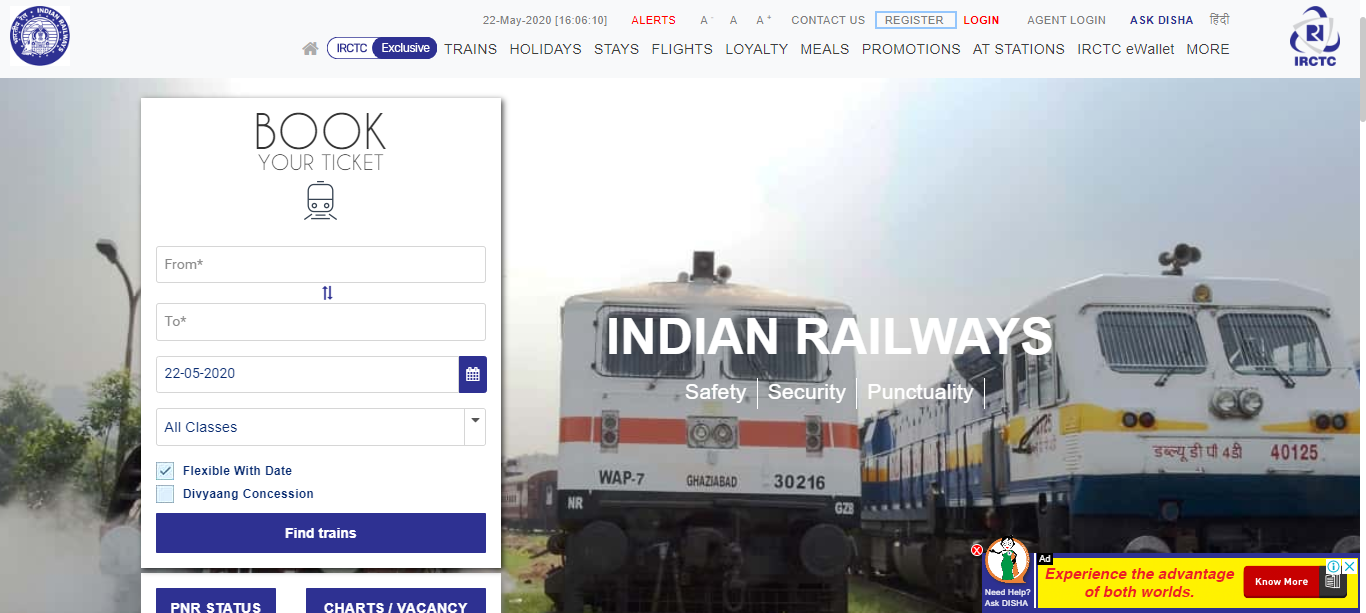 22-May-2020 [16:06:10] ALERTS A- A A+ CONTACT US REGISTER LOGIN AGENT LOGIN ASK DISHA हिंदी
IRCTC Exclusive TRAINS HOLIDAYS STAYS FLIGHTS LOYALTY MEALS PROMOTIONS AT STATIONS IRCTC eWallet MORE
INDIAN RAILWAYS
IRCTC
BOOK
YOUR TICKET
From*
To*
22-05-2020
All Classes
Flexible With Date
Divyaang Concession
Find trains
PNR STATUS
CHARTS / VACANCY
INDIAN RAILWAYS
Safety
Security
Punctuality
WAP-7 GHAZIABAD 30216
NR GZB
डब्ल्यू डी पी 4डी 40125
40125
Need Help?
Ask DISHA
Ad
Experience the advantage
of both worlds.
Know More